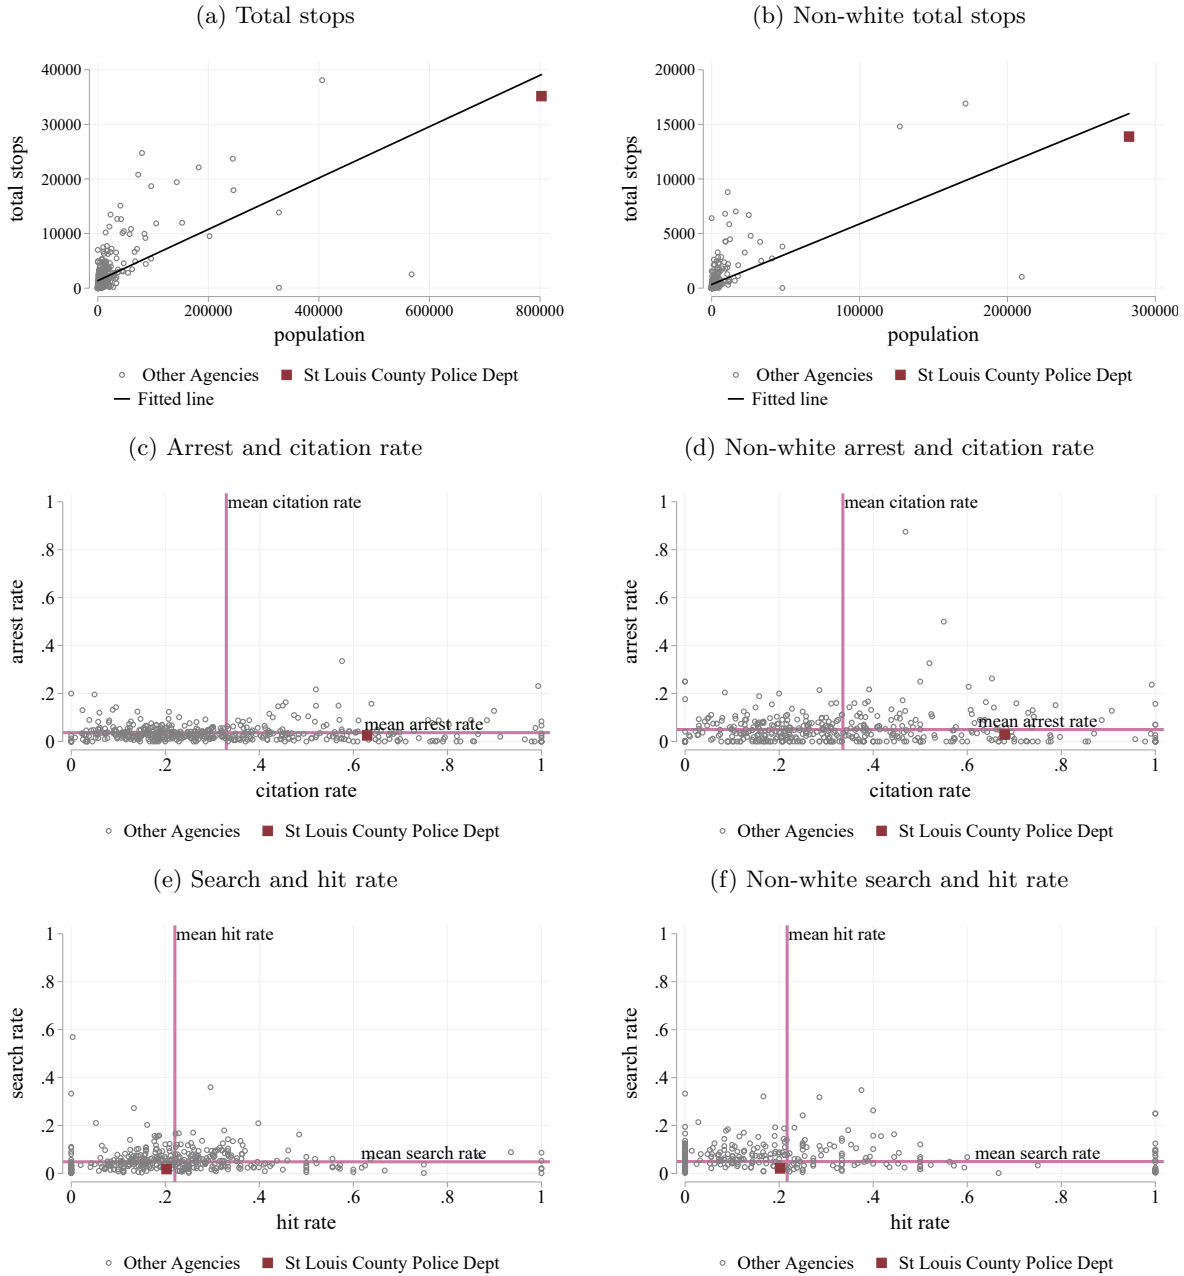 (a) Total stops
(b) Non-white total stops
total stops
40000
30000
20000
10000
0
0
200000
400000
600000
800000
population
Other Agencies
St Louis County Police Dept
Fitted line
total stops
20000
15000
10000
5000
0
0
100000
200000
300000
population
Other Agencies
St Louis County Police Dept
Fitted line
(c) Arrest and citation rate
(d) Non-white arrest and citation rate
arrest rate
1
.8
.6
.4
.2
0
mean citation rate
mean arrest rate
0
.2
.4
.6
.8
1
citation rate
Other Agencies
St Louis County Police Dept
arrest rate
1
.8
.6
.4
.2
0
mean citation rate
mean arrest rate
0
.2
.4
.6
.8
1
citation rate
Other Agencies
St Louis County Police Dept
(e) Search and hit rate
(f) Non-white search and hit rate
search rate
1
.8
.6
.4
.2
0
mean hit rate
mean search rate
0
.2
.4
.6
.8
1
hit rate
Other Agencies
St Louis County Police Dept
search rate
1
.8
.6
.4
.2
0
mean hit rate
mean search rate
0
.2
.4
.6
.8
1
hit rate
Other Agencies
St Louis County Police Dept